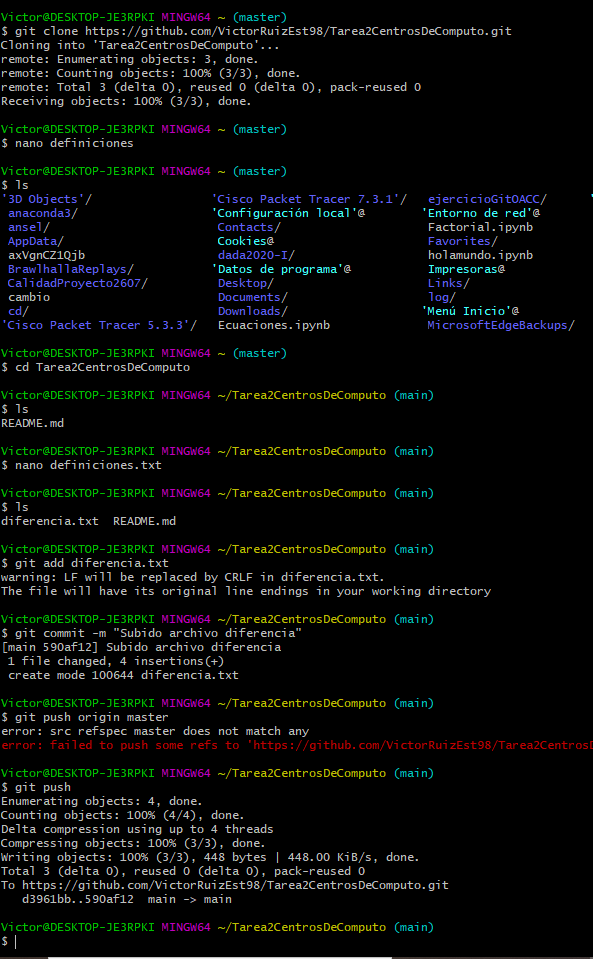 Victor@DESKTOP-JE3RPKI MINGW64 ~ (master)
$ git clone https://github.com/VictorRuizEst98/Tarea2CentrosDeComputo.git
Cloning into 'Tarea2CentrosDeComputo'...
remote: Enumerating objects: 3, done.
remote: Counting objects: 100% (3/3), done.
remote: Total 3 (delta 0), reused 0 (delta 0), pack-reused 0
Receiving objects: 100% (3/3), done.
Victor@DESKTOP-JE3RPKI MINGW64 ~ (master)
$ nano definiciones
Victor@DESKTOP-JE3RPKI MINGW64 ~ (master)
$ ls
'3D Objects'/ 'Cisco Packet Tracer 7.3.1'/ ejercicioGitOACC/ '
anaconda3/ 'Configuración local'@ 'Entorno de red'@
ansel/ Contacts/ Factorial.ipynb
AppData/ Cookies@ Favorites/
axVgnCZ1Qjb dada2020-I/ holamundo.ipynb
BrawlhallaReplays/ 'Datos de programa'@ Impresoras@
CalidadProyecto2607/ Desktop/ Links/
cambio Documents/ log/
cd/ Downloads/ 'Menú Inicio'@
'Cisco Packet Tracer 5.3.3'/ Ecuaciones.ipynb MicrosoftEdgeBackups/
Victor@DESKTOP-JE3RPKI MINGW64 ~ (master)
$ cd Tarea2CentrosDeComputo
Victor@DESKTOP-JE3RPKI MINGW64 ~/Tarea2CentrosDeComputo (main)
$ ls
README.md
Victor@DESKTOP-JE3RPKI MINGW64 ~/Tarea2CentrosDeComputo (main)
$ nano definiciones.txt
Victor@DESKTOP-JE3RPKI MINGW64 ~/Tarea2CentrosDeComputo (main)
$ ls
diferencia.txt README.md
Victor@DESKTOP-JE3RPKI MINGW64 ~/Tarea2CentrosDeComputo (main)
$ git add diferencia.txt
warning: LF will be replaced by CRLF in diferencia.txt.
The file will have its original line endings in your working directory
Victor@DESKTOP-JE3RPKI MINGW64 ~/Tarea2CentrosDeComputo (main)
$ git commit -m "Subido archivo diferencia"
[main 590af12] Subido archivo diferencia
1 file changed, 4 insertions(+)
create mode 100644 diferencia.txt
Victor@DESKTOP-JE3RPKI MINGW64 ~/Tarea2CentrosDeComputo (main)
$ git push origin master
error: src refspec master does not match any
error: failed to push some refs to 'https://github.com/VictorRuizEst98/Tarea2CentrosD
Victor@DESKTOP-JE3RPKI MINGW64 ~/Tarea2CentrosDeComputo (main)
$ git push
Enumerating objects: 4, done.
Counting objects: 100% (4/4), done.
Delta compression using up to 4 threads
Compressing objects: 100% (3/3), done.
Writing objects: 100% (3/3), 448 bytes | 448.00 KiB/s, done.
Total 3 (delta 0), reused 0 (delta 0), pack-reused 0
To https://github.com/VictorRuizEst98/Tarea2CentrosDeComputo.git
d3961bb..590af12 main -> main
Victor@DESKTOP-JE3RPKI MINGW64 ~/Tarea2CentrosDeComputo (main)
$